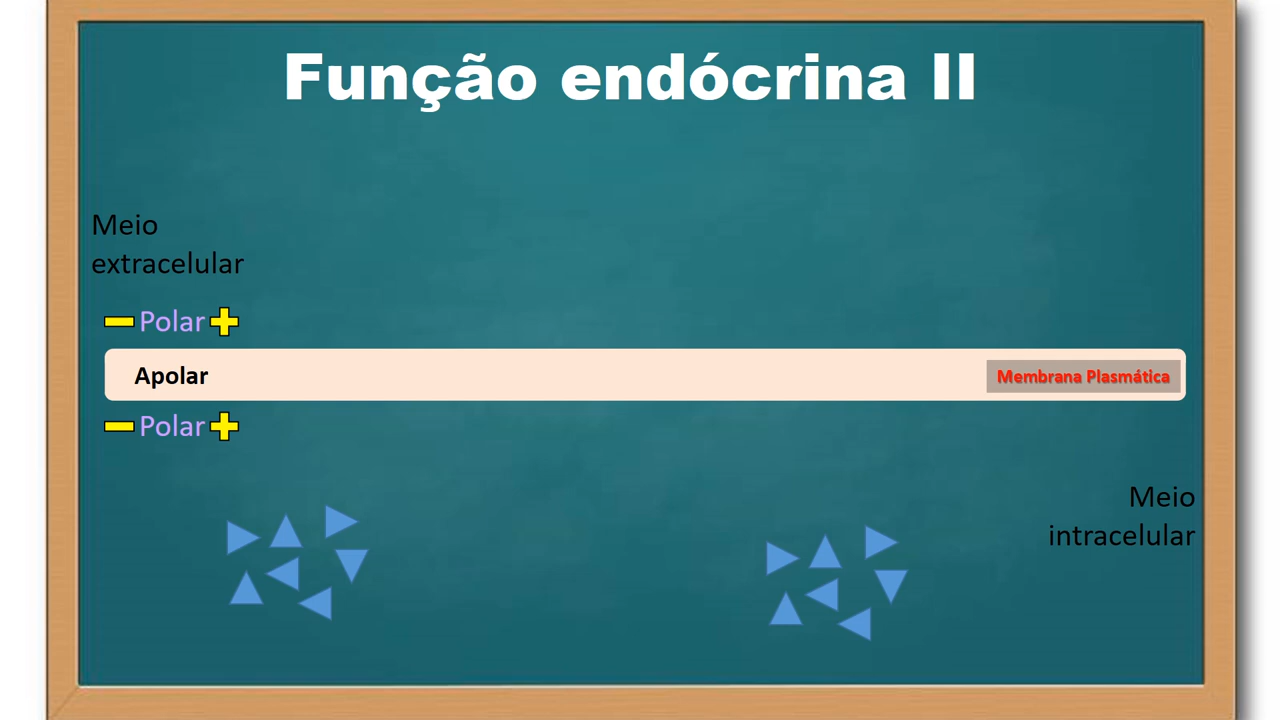 Função endócrina II
Meio
extracelular
Polar
Apolar
Membrana Plasmática
Polar
Meio
intracelular